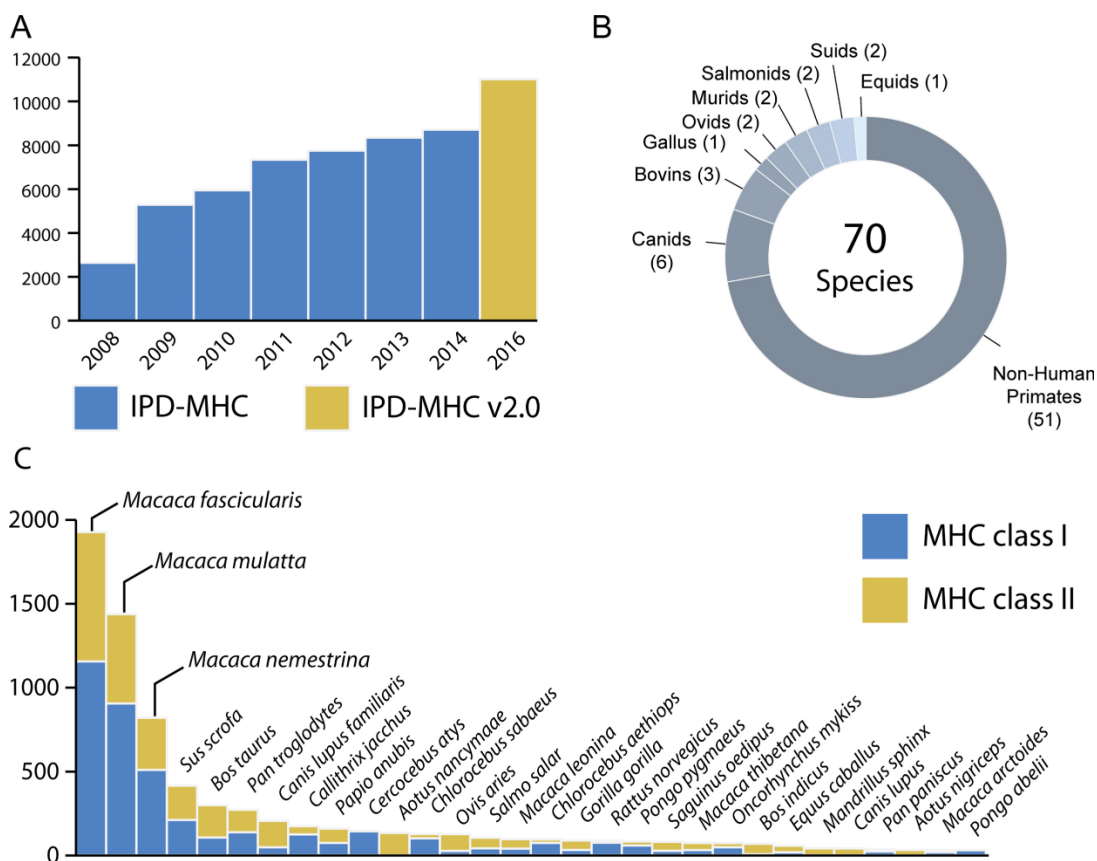 A
12000
10000
8000
6000
4000
2000
0
2008
2009
2010
2011
2012
2013
2014
2016
IPD-MHC
IPD-MHC v2.0
B
Suids (2)
Salmonids (2)
Equids (1)
Murids (2)
Ovids (2)
Gallus (1)
Bovins (3)
Canids
(6)
70
Species
Non-Human
Primates
(51)
C
2000
1500
1000
500
0
Macaca fascicularis
Macaca mulatta
Macaca nemestrina
Sus scrofa
Bos taurus
Pan troglodytes
Canis lupus familiaris
Callithrix jacchus
Papio anubis
Cercocebus atys
Aotus nancymae
Chlorocebus sabaeus
Ovis aries
Salmo salar
Macaca leonina
Chlorocebus aethiops
Gorilla gorilla
Rattus norvegicus
Pongo pygmaeus
Saguinus oedipus
Macaca thibetana
Oncorhynchus mykiss
Bos indicus
Equus caballus
Mandrillus sphinx
Canis lupus
Pan paniscus
Aotus nigriceps
Macaca arctoides
Pongo abelii
MHC class I
MHC class II